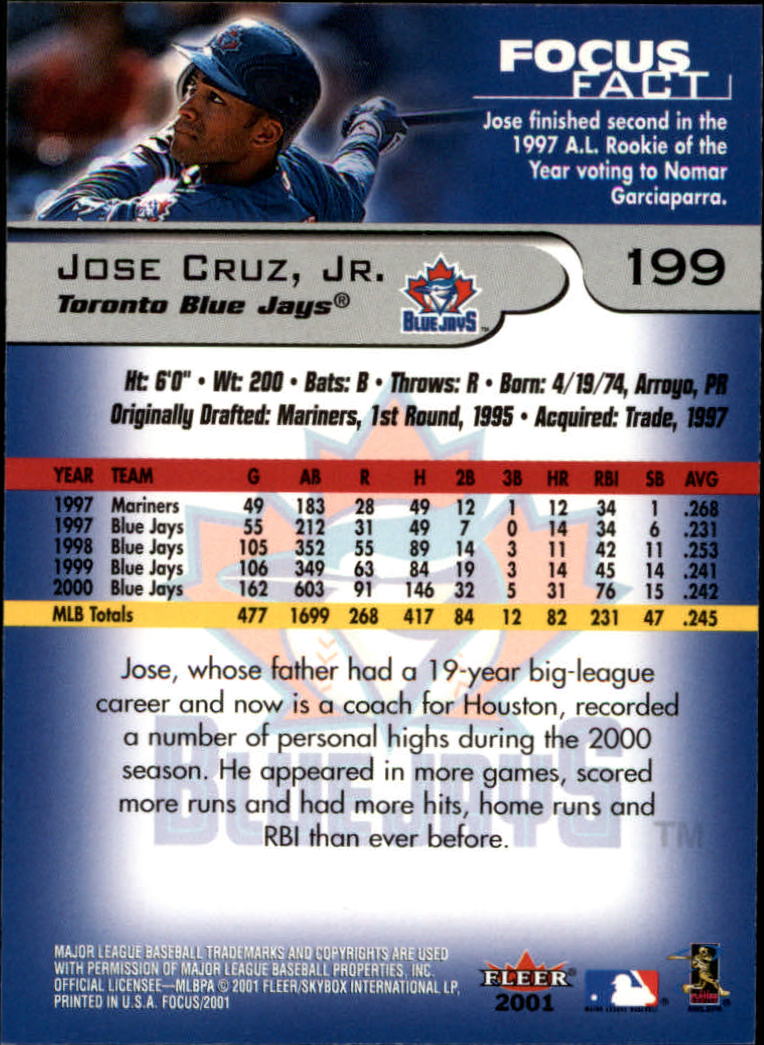 FOCUS
FACT
Jose finished second in the
1997 A.L. Rookie of the
Year voting to Nomar
Garciaparra.
JOSE CRUZ, JR.
199
Toronto Blue Jays®
BLUE JAYS ™
Ht: 6'0" • Wt: 200 • Bats: B • Throws: R • Born: 4/19/74, Arroyo, PR
Originally Drafted: Mariners, 1st Round, 1995 • Acquired: Trade, 1997
YEAR TEAM G AB R H 2B 3B HR RBI SB AVG
1997 Mariners 49 183 28 49 12 1 12 34 1 .268
1997 Blue Jays 55 212 31 49 7 0 14 34 6 .231
1998 Blue Jays 105 352 55 89 14 3 11 42 11 .253
1999 Blue Jays 106 349 63 84 19 3 14 45 14 .241
2000 Blue Jays 162 603 91 146 32 5 31 76 15 .242
MLB Totals 477 1699 268 417 84 12 82 231 47 .245
Jose, whose father had a 19-year big-league
career and now is a coach for Houston, recorded
a number of personal highs during the 2000
season. He appeared in more games, scored
more runs and had more hits, home runs and
RBI than ever before.
BLUE JAYS ™
MAJOR LEAGUE BASEBALL TRADEMARKS AND COPYRIGHTS ARE USED
WITH PERMISSION OF MAJOR LEAGUE BASEBALL PROPERTIES, INC.
OFFICIAL LICENSEE—MLBPA © 2001 FLEER/SKYBOX INTERNATIONAL LP,
PRINTED IN U.S.A. FOCUS/2001
FLEER®
2001
MAJOR LEAGUE BASEBALL